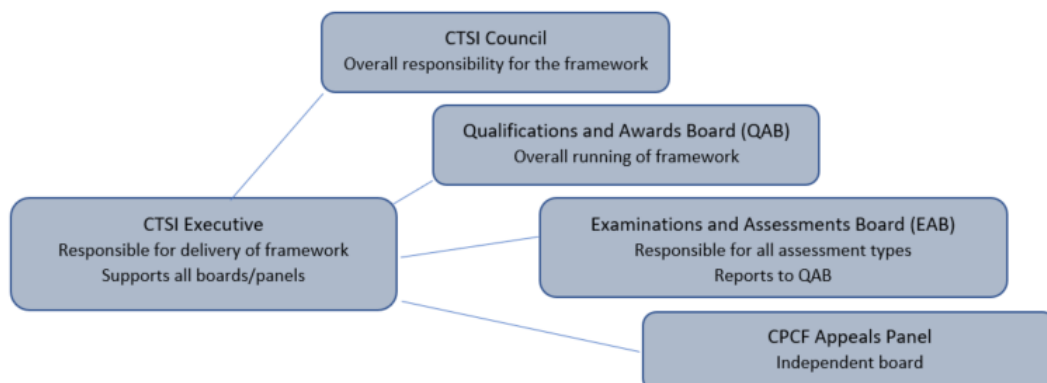 CTSI Council
Overall responsibility for the framework
Qualifications and Awards Board (QAB)
Overall running of framework
CTSI Executive
Responsible for delivery of framework
Supports all boards/panels
Examinations and Assessments Board (EAB)
Responsible for all assessment types
Reports to QAB
CPCF Appeals Panel
Independent board